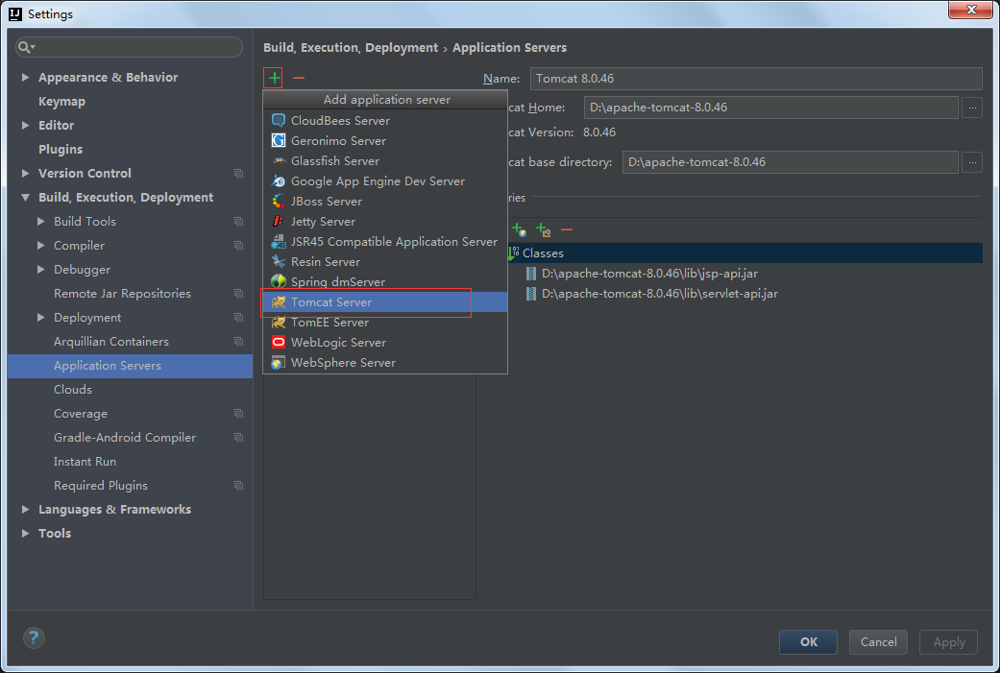 Settings
Appearance & Behavior
Keymap
Editor
Plugins
Version Control
Build, Execution, Deployment
Build Tools
Compiler
Debugger
Remote Jar Repositories
Deployment
Arquillian Containers
Application Servers
Clouds
Coverage
Gradle-Android Compiler
Instant Run
Required Plugins
Languages & Frameworks
Tools
Build, Execution, Deployment › Application Servers
Add application server
CloudBees Server
Geronimo Server
Glassfish Server
Google App Engine Dev Server
JBoss Server
Jetty Server
JSR45 Compatible Application Server
Resin Server
Spring dmServer
Tomcat Server
TomEE Server
WebLogic Server
WebSphere Server
Name: Tomcat 8.0.46
cat Home: D:\apache-tomcat-8.0.46 ...
cat Version: 8.0.46
cat base directory: D:\apache-tomcat-8.0.46 ...
ries
Classes
D:\apache-tomcat-8.0.46\lib\jsp-api.jar
D:\apache-tomcat-8.0.46\lib\servlet-api.jar
?
OK Cancel Apply